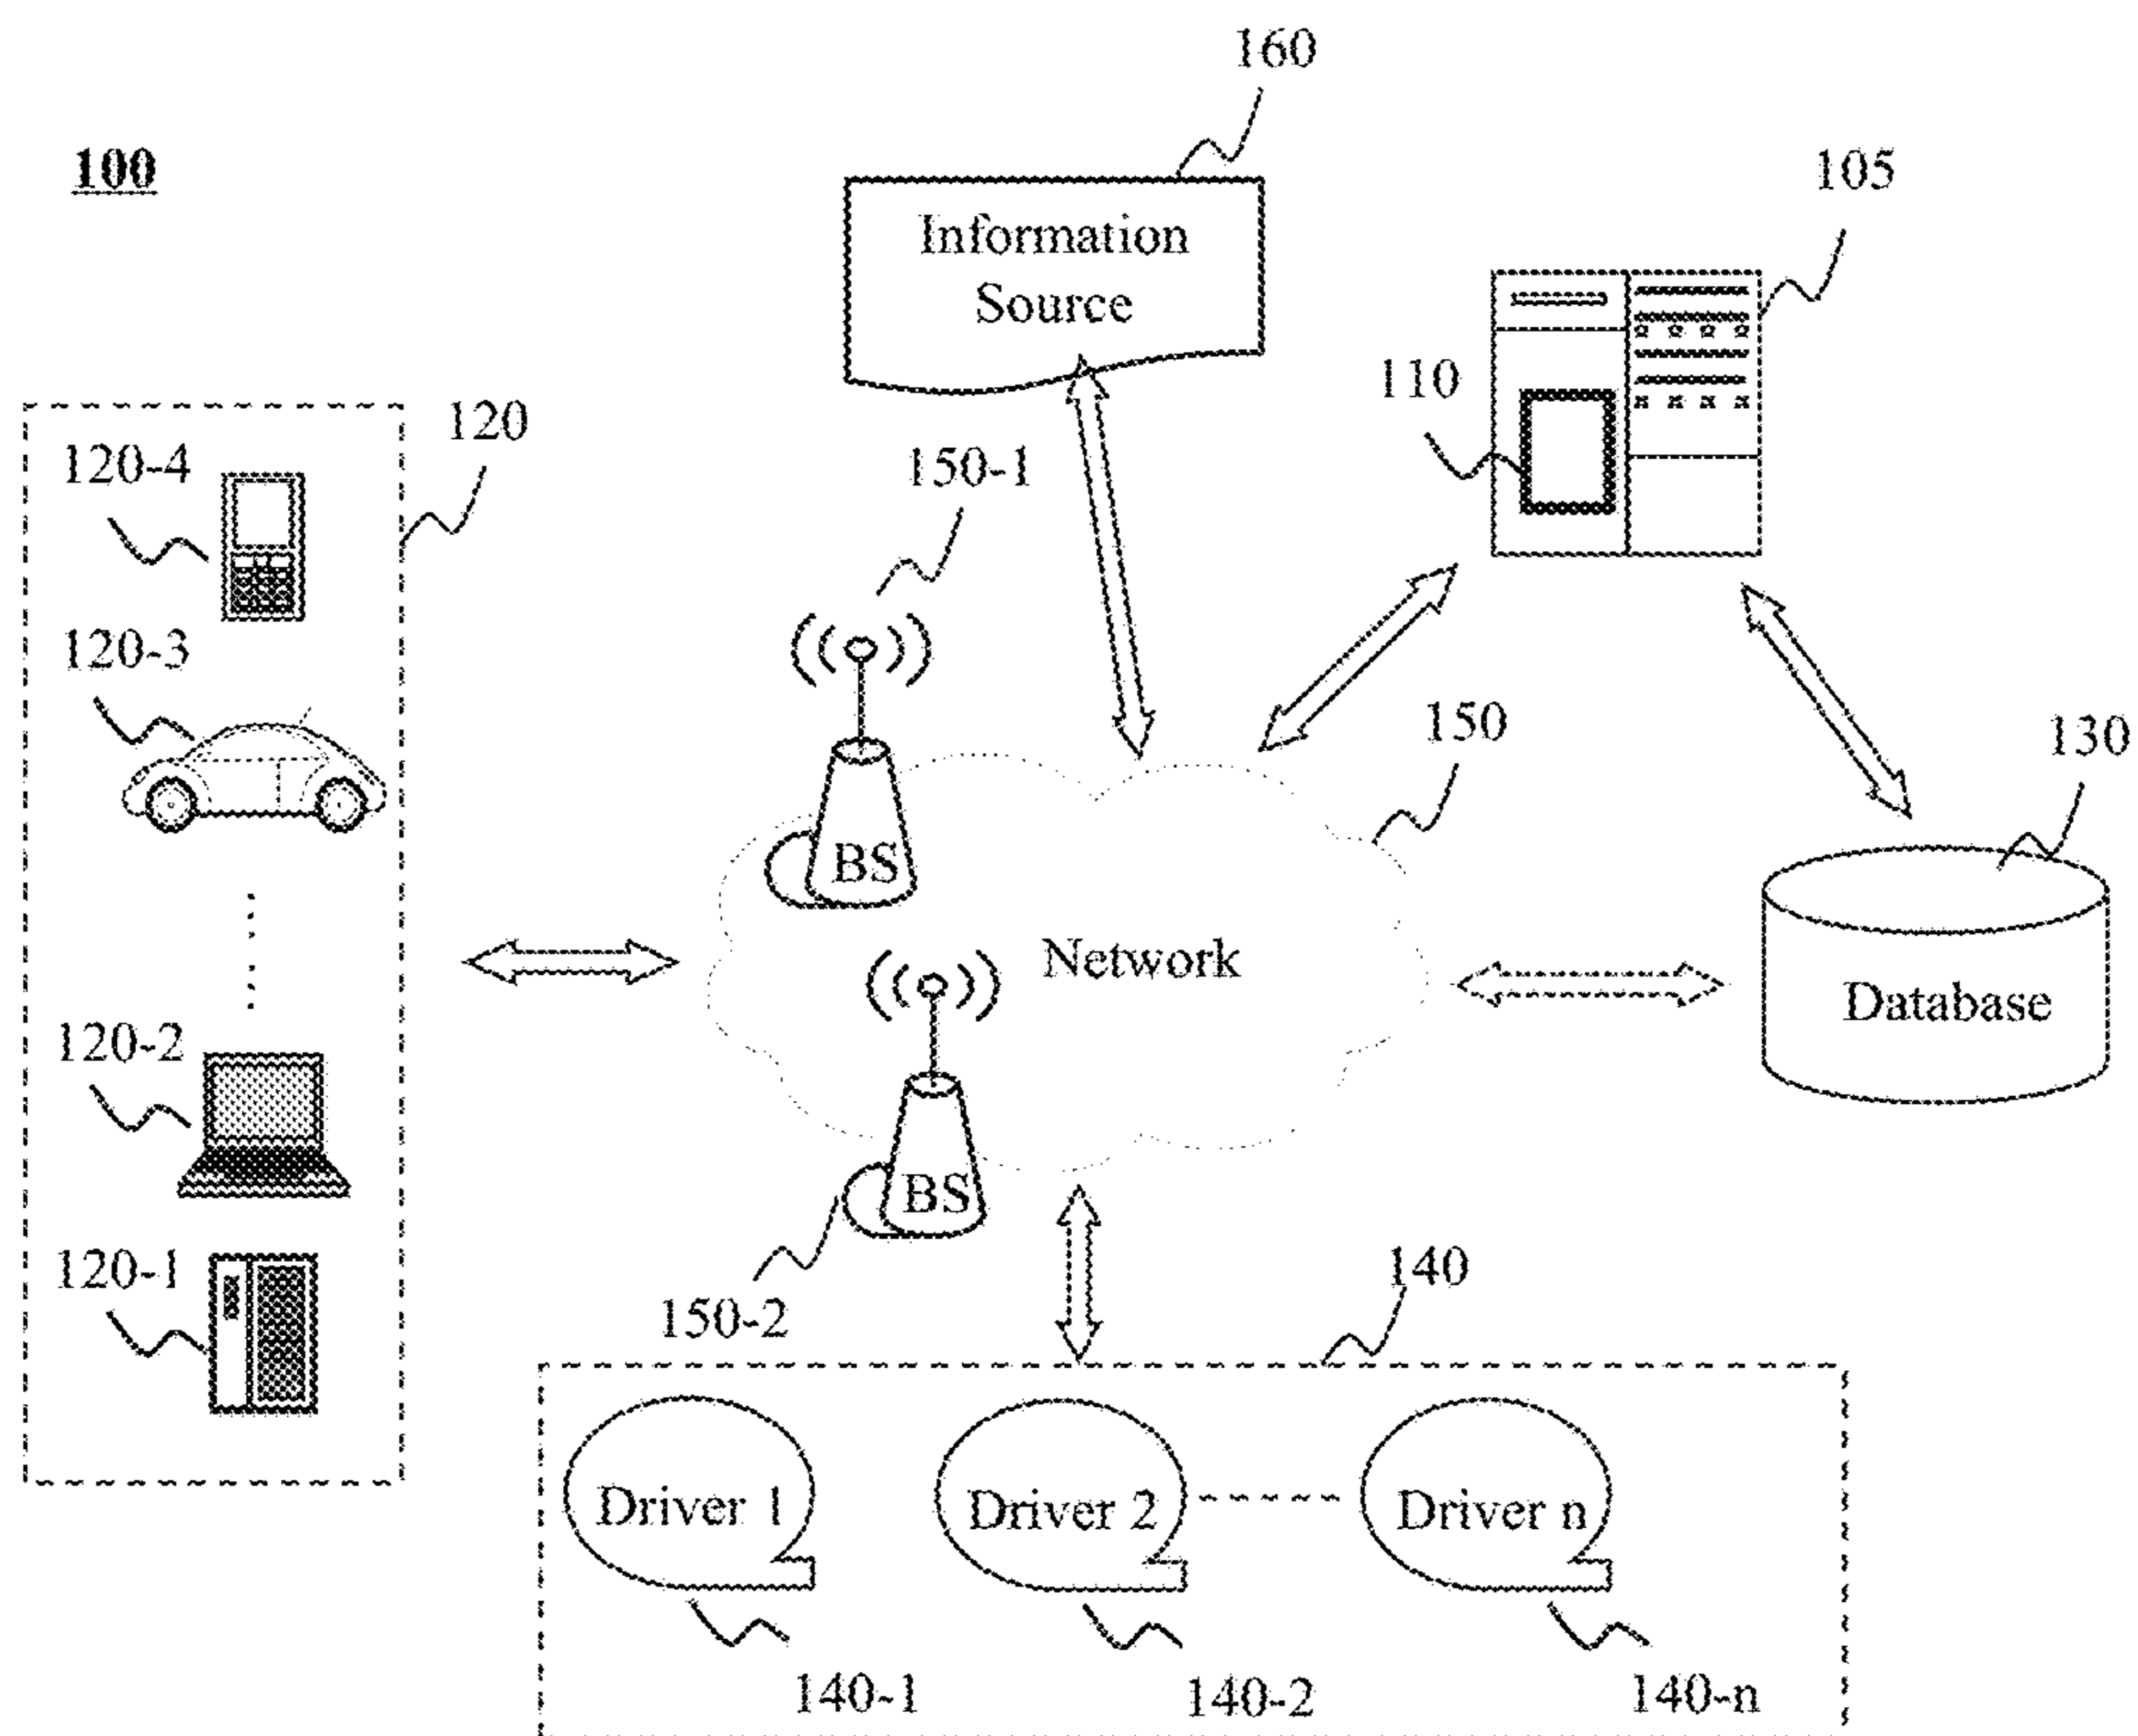 160
100
105
Information
Source
110
120
120-4
150-1
120-3
150
130
BS
Network
Database
120-2
BS
120-1
140
150-2
Driver 1
Driver 2
Driver n
140-1
140-2
140-n